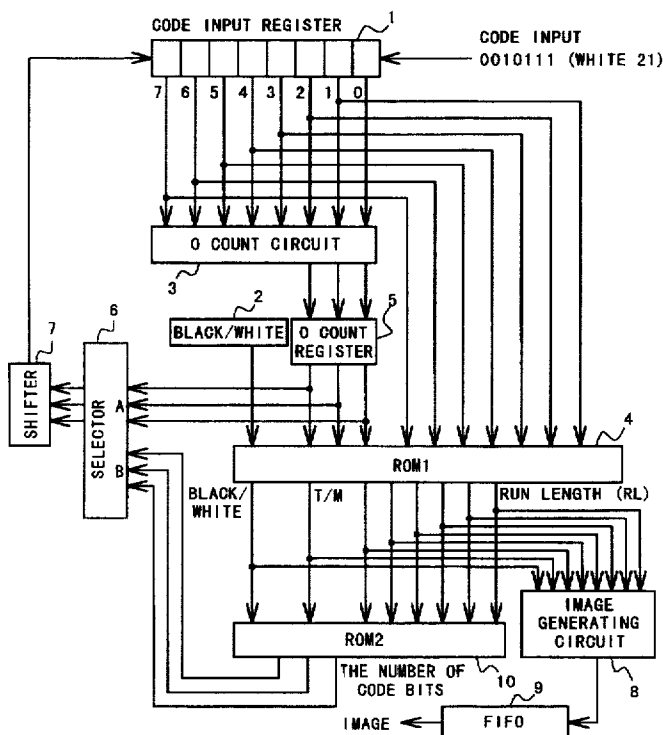 CODE INPUT REGISTER
1
CODE INPUT
0010111 (WHITE 21)
7 6 5 4 3 2 1 0
0 COUNT CIRCUIT
3
2
BLACK/WHITE
5
0 COUNT
REGISTER
6
7
SHIFTER
SELECTOR
A
B
4
ROM1
BLACK/
WHITE
T/M
RUN LENGTH (RL)
IMAGE
GENERATING
CIRCUIT
8
ROM2
THE NUMBER OF
CODE BITS
10
9
IMAGE
FIFO